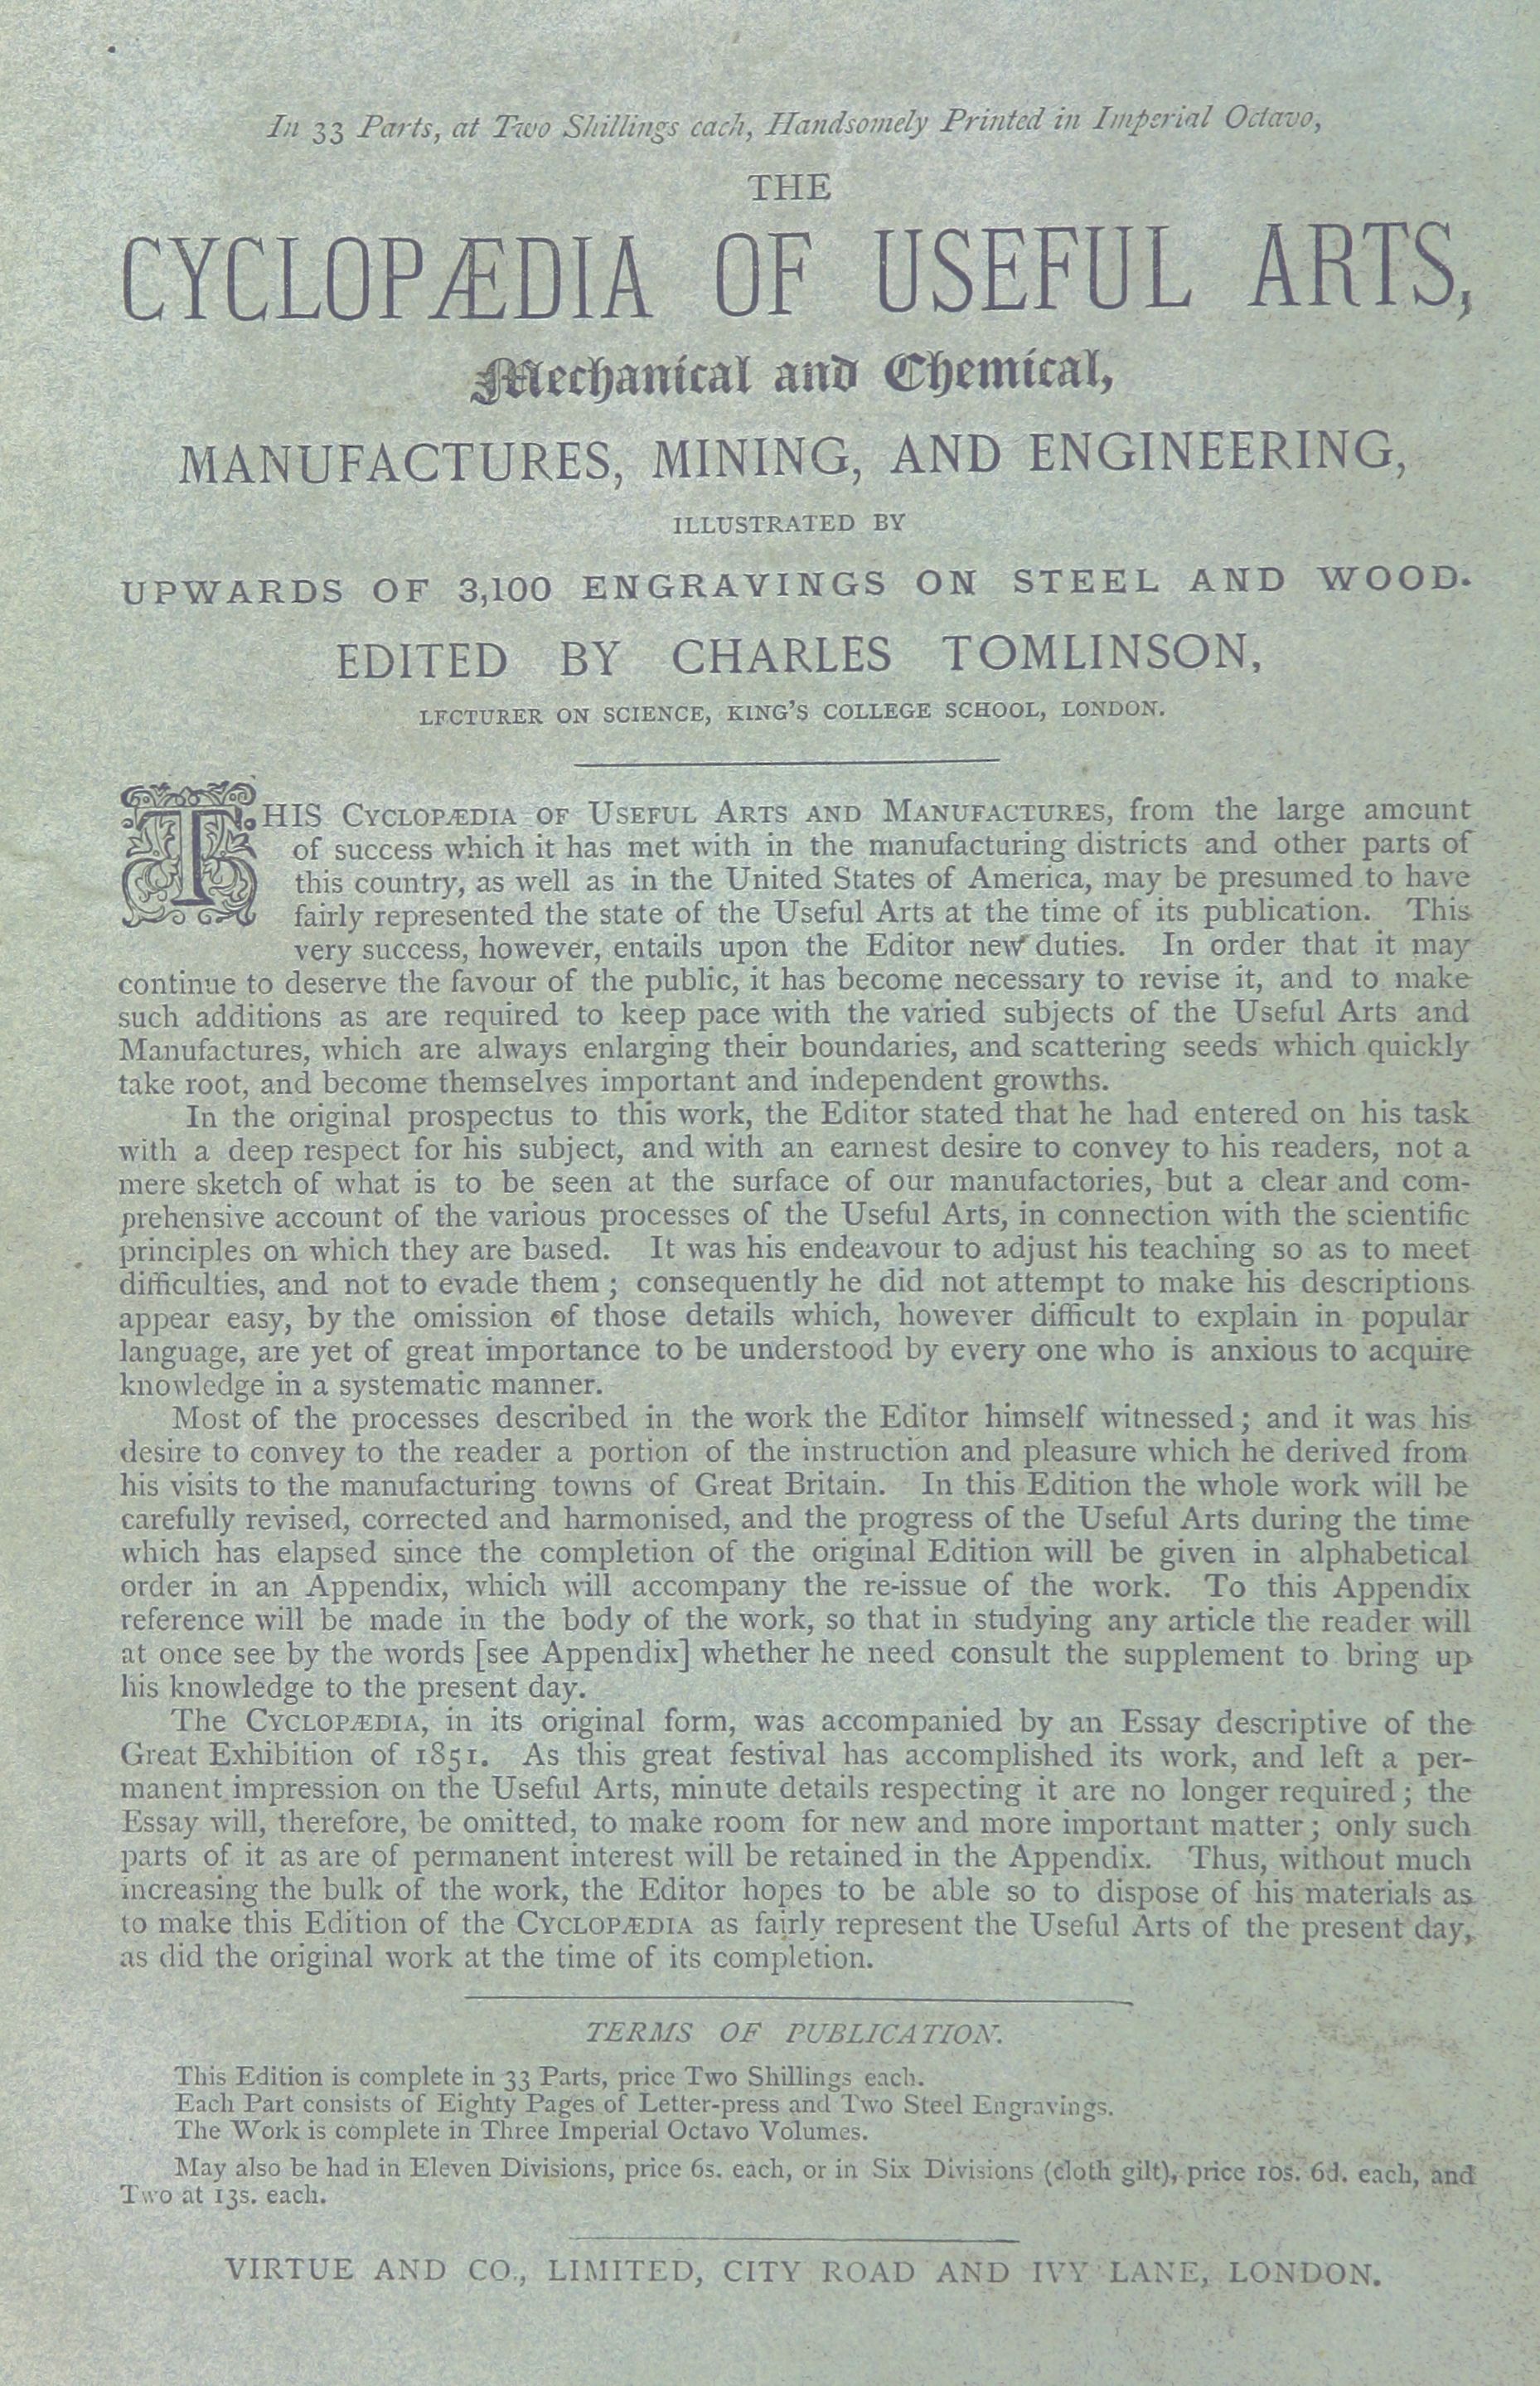 In 33 Parts, at Two Shillings each, Handsomely Printed in Imperial Octavo,
THE
CYCLOPÆDIA OF USEFUL ARTS,
Mechanical and Chemical,
MANUFACTURES, MINING, AND ENGINEERING,
ILLUSTRATED BY
UPWARDS OF 3,100 ENGRAVINGS ON STEEL AND WOOD.
EDITED BY CHARLES TOMLINSON,
LECTURER ON SCIENCE, KING'S COLLEGE SCHOOL, LONDON.
THIS CYCLOPÆDIA OF USEFUL ARTS AND MANUFACTURES, from the large amount
of success which it has met with in the manufacturing districts and other parts of
this country, as well as in the United States of America, may be presumed to have
fairly represented the state of the Useful Arts at the time of its publication. This
very success, however, entails upon the Editor new duties. In order that it may
continue to deserve the favour of the public, it has become necessary to revise it, and to make
such additions as are required to keep pace with the varied subjects of the Useful Arts and
Manufactures, which are always enlarging their boundaries, and scattering seeds which quickly
take root, and become themselves important and independent growths.
In the original prospectus to this work, the Editor stated that he had entered on his task
with a deep respect for his subject, and with an earnest desire to convey to his readers, not a
mere sketch of what is to be seen at the surface of our manufactories, but a clear and com-
prehensive account of the various processes of the Useful Arts, in connection with the scientific
principles on which they are based. It was his endeavour to adjust his teaching so as to meet
difficulties, and not to evade them ; consequently he did not attempt to make his descriptions
appear easy, by the omission of those details which, however difficult to explain in popular
language, are yet of great importance to be understood by every one who is anxious to acquire
knowledge in a systematic manner.
Most of the processes described in the work the Editor himself witnessed ; and it was his
desire to convey to the reader a portion of the instruction and pleasure which he derived from
his visits to the manufacturing towns of Great Britain. In this Edition the whole work will be
carefully revised, corrected and harmonised, and the progress of the Useful Arts during the time
which has elapsed since the completion of the original Edition will be given in alphabetical
order in an Appendix, which will accompany the re-issue of the work. To this Appendix
reference will be made in the body of the work, so that in studying any article the reader will
at once see by the words [see Appendix] whether he need consult the supplement to bring up
his knowledge to the present day.
The CYCLOPÆDIA, in its original form, was accompanied by an Essay descriptive of the
Great Exhibition of 1851. As this great festival has accomplished its work, and left a per-
manent impression on the Useful Arts, minute details respecting it are no longer required ; the
Essay will, therefore, be omitted, to make room for new and more important matter ; only such
parts of it as are of permanent interest will be retained in the Appendix. Thus, without much
increasing the bulk of the work, the Editor hopes to be able so to dispose of his materials as
to make this Edition of the CYCLOPÆDIA as fairly represent the Useful Arts of the present day,
as did the original work at the time of its completion.
TERMS OF PUBLICATION.
This Edition is complete in 33 Parts, price Two Shillings each.
Each Part consists of Eighty Pages of Letter-press and Two Steel Engravings.
The Work is complete in Three Imperial Octavo Volumes.
May also be had in Eleven Divisions, price 6s. each, or in Six Divisions (cloth gilt), price 10s. 6d. each, and
Two at 13s. each.
VIRTUE AND CO., LIMITED, CITY ROAD AND IVY LANE, LONDON.